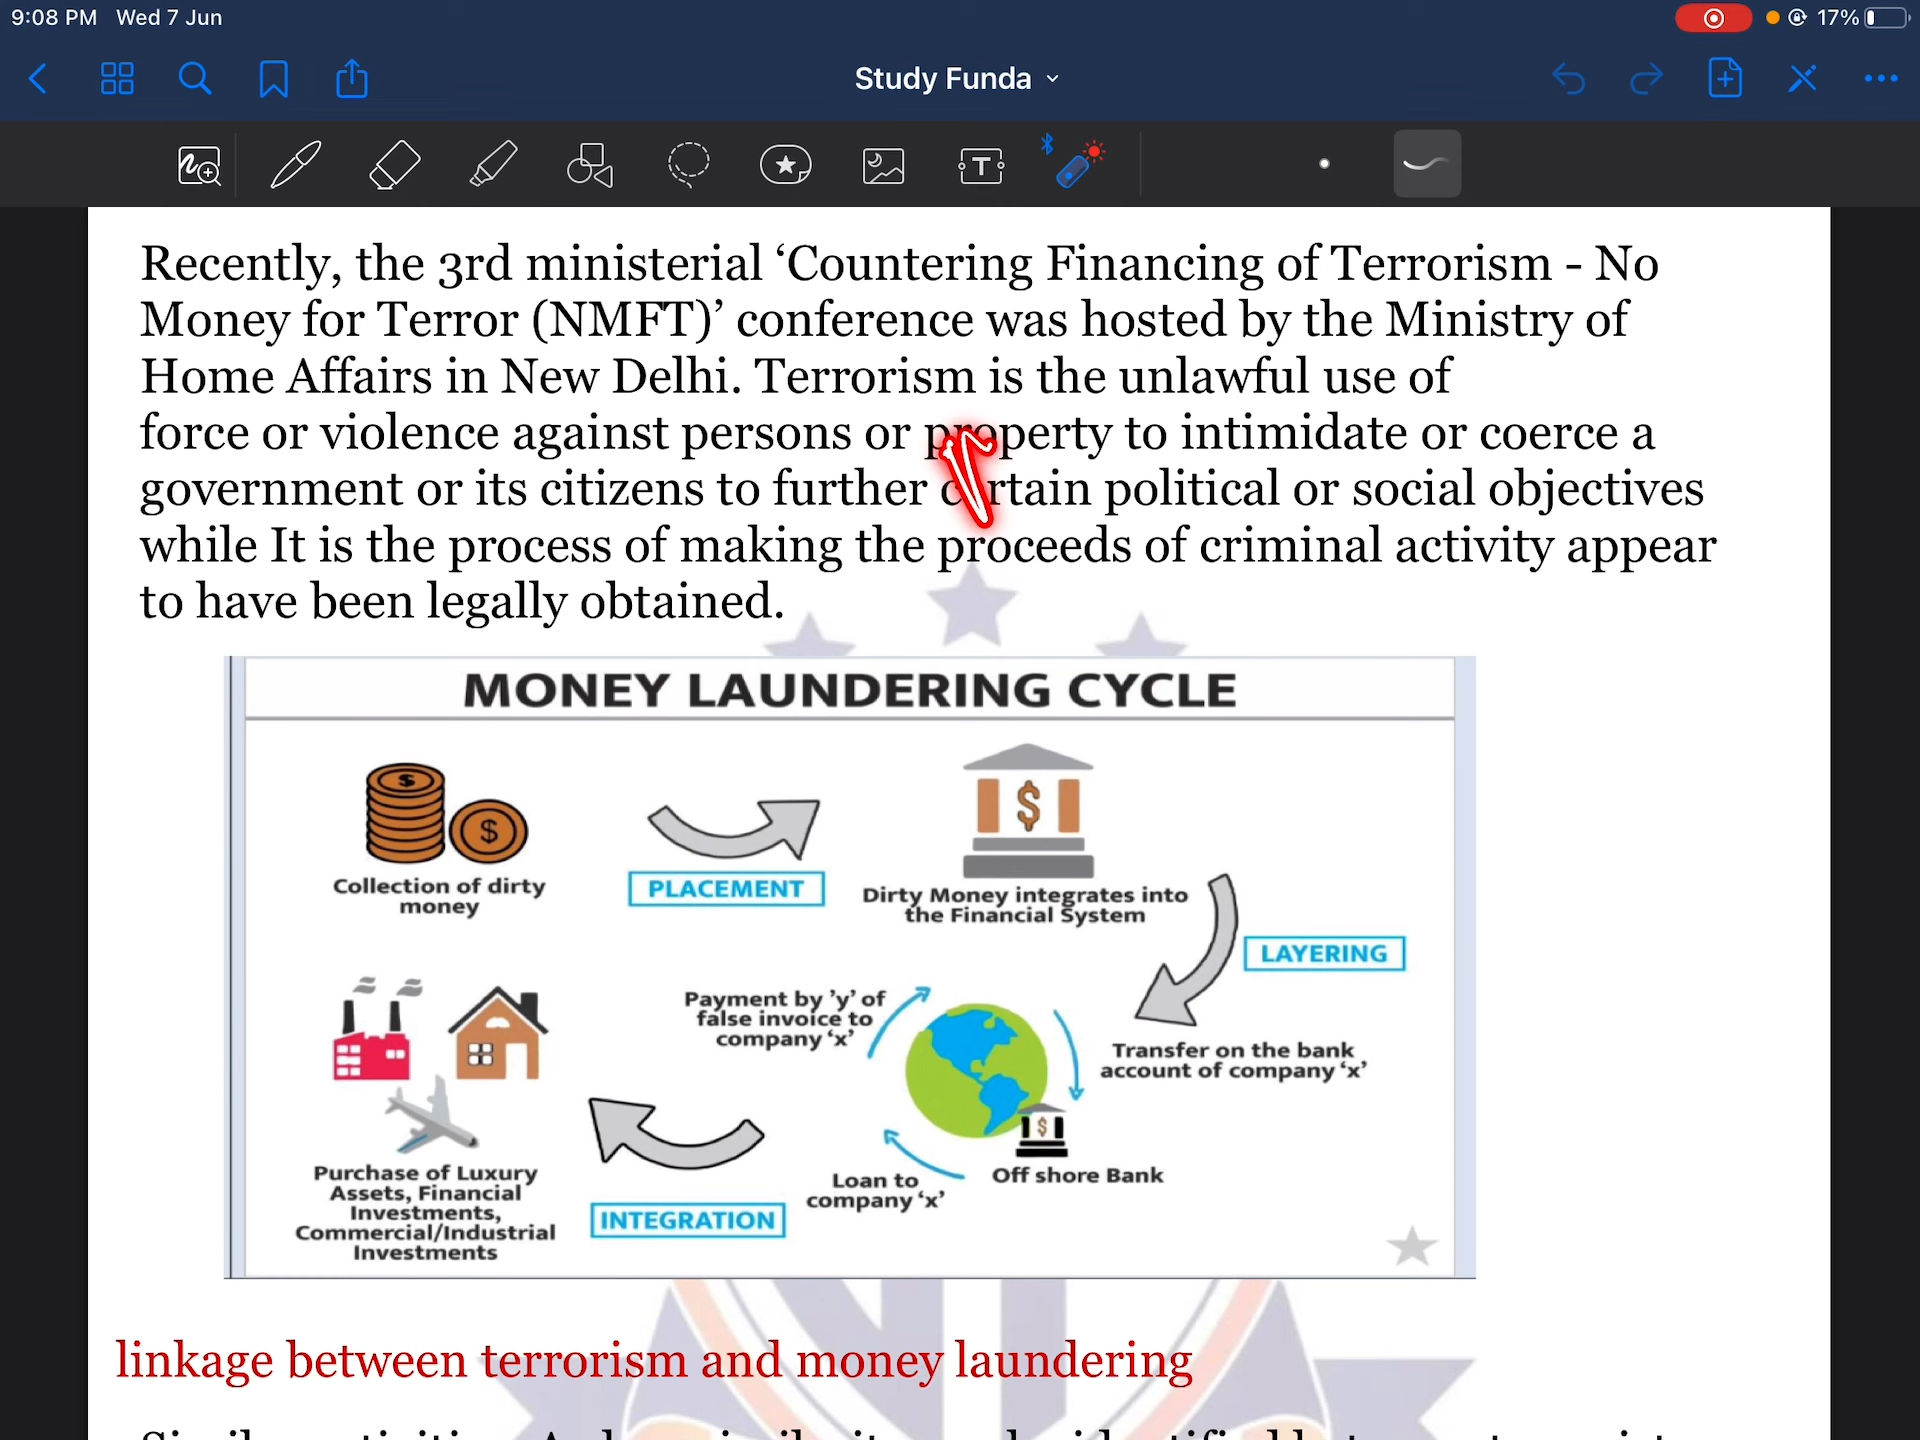 9:08 PM Wed 7 Jun
17%
Study Funda
Recently, the 3rd ministerial ‘Countering Financing of Terrorism - No
Money for Terror (NMFT)’ conference was hosted by the Ministry of
Home Affairs in New Delhi. Terrorism is the unlawful use of
force or violence against persons or property to intimidate or coerce a
government or its citizens to further certain political or social objectives
while It is the process of making the proceeds of criminal activity appear
to have been legally obtained.
MONEY LAUNDERING CYCLE
Collection of dirty
money
PLACEMENT
Dirty Money integrates into
the Financial System
LAYERING
Payment by ’y’ of
false invoice to
company ‘x’
Transfer on the bank
account of company ‘x’
Off shore Bank
Loan to
company ‘x’
INTEGRATION
Purchase of Luxury
Assets, Financial
Investments,
Commercial/Industrial
Investments
linkage between terrorism and money laundering